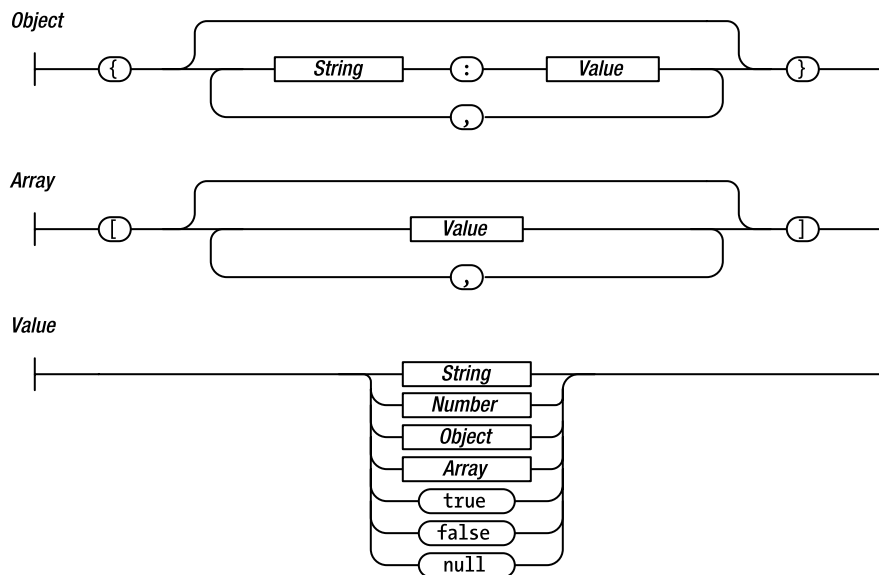 Object
{ String : Value }
,
Array
[ Value ]
,
Value
String
Number
Object
Array
true
false
null